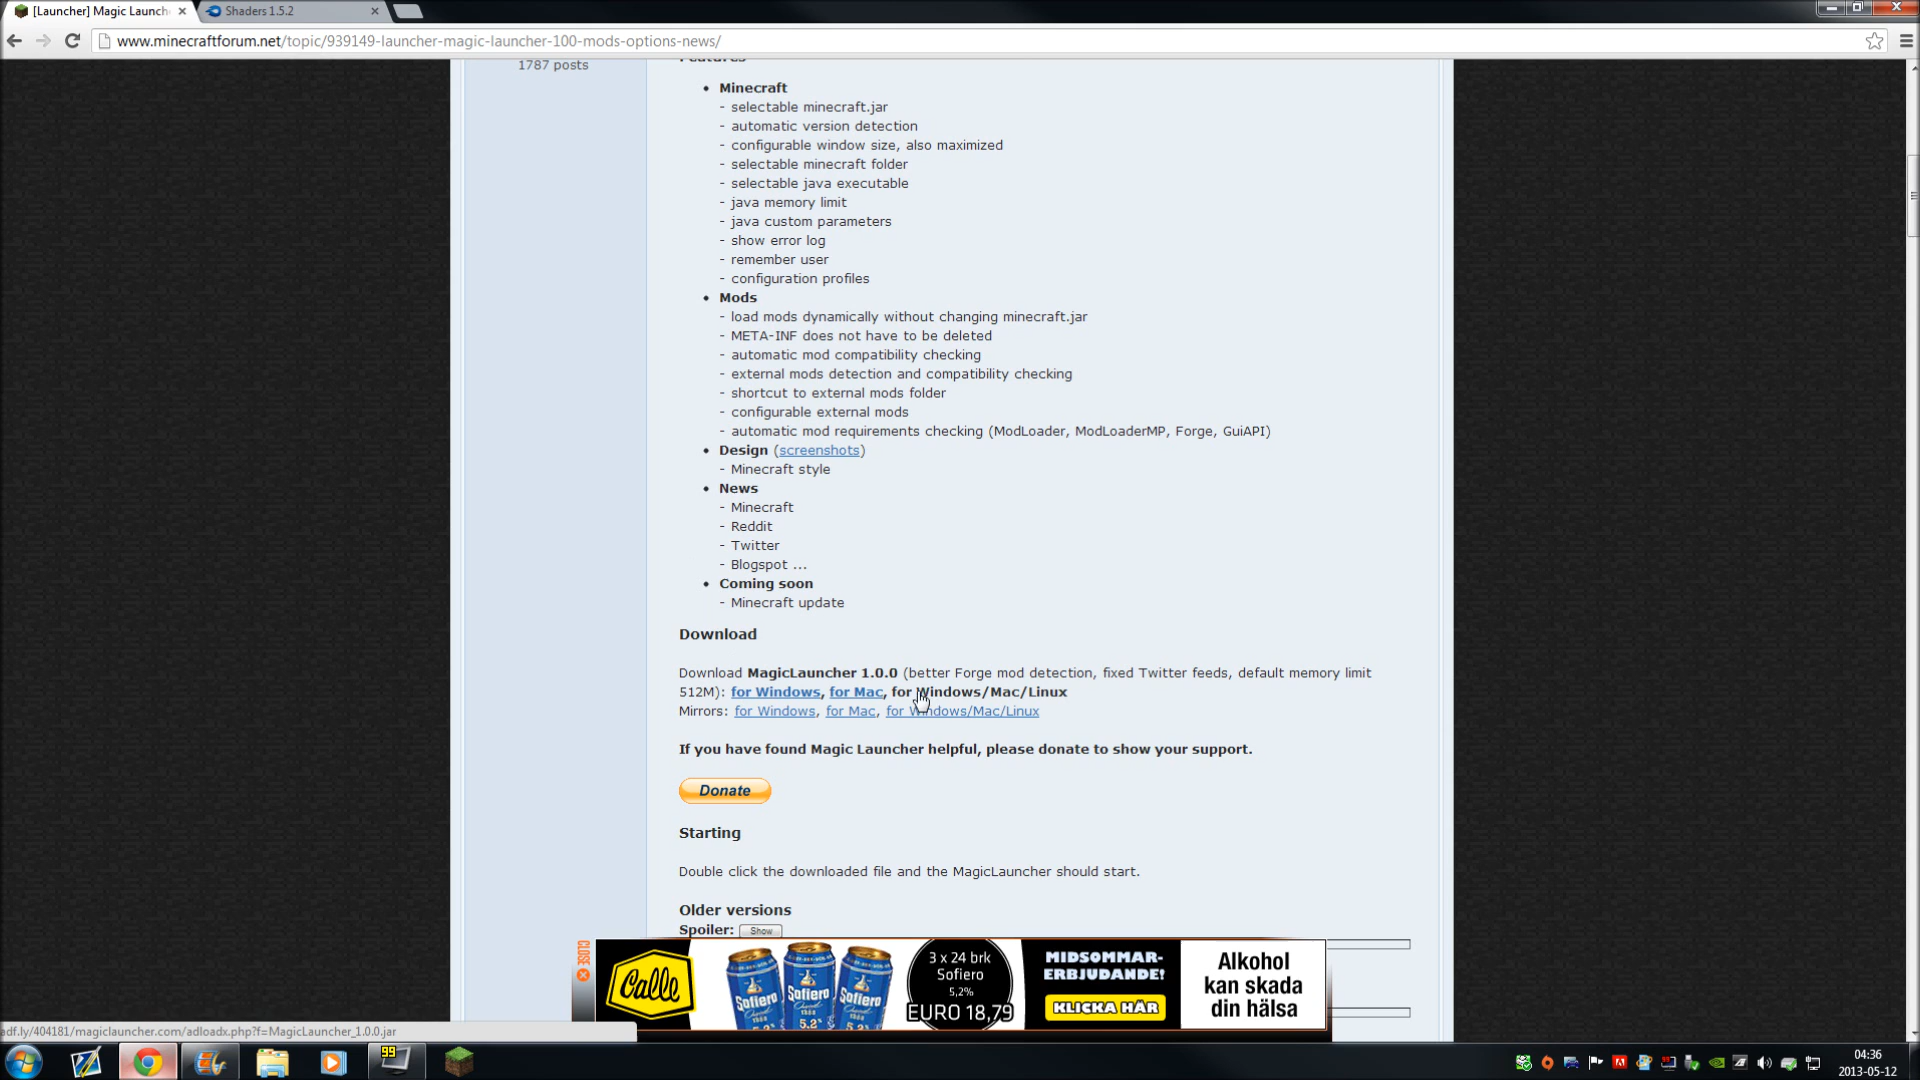 [Launcher] Magic Launch
Shaders 1.5.2
www.minecraftforum.net/topic/939149-launcher-magic-launcher-100-mods-options-news/
1787 posts
Features
Minecraft
- selectable minecraft.jar
- automatic version detection
- configurable window size, also maximized
- selectable minecraft folder
- selectable java executable
- java memory limit
- java custom parameters
- show error log
- remember user
- configuration profiles
Mods
- load mods dynamically without changing minecraft.jar
- META-INF does not have to be deleted
- automatic mod compatibility checking
- external mods detection and compatibility checking
- shortcut to external mods folder
- configurable external mods
- automatic mod requirements checking (ModLoader, ModLoaderMP, Forge, GuiAPI)
Design (screenshots)
- Minecraft style
News
- Minecraft
- Reddit
- Twitter
- Blogspot ...
Coming soon
- Minecraft update
Download
Download MagicLauncher 1.0.0 (better Forge mod detection, fixed Twitter feeds, default memory limit
512M): for Windows, for Mac, for Windows/Mac/Linux
Mirrors: for Windows, for Mac, for Windows/Mac/Linux
If you have found Magic Launcher helpful, please donate to show your support.
Donate
Starting
Double click the downloaded file and the MagicLauncher should start.
Older versions
Spoiler: Show
CLOSE
Calle
Sofiero
5.2%
3 x 24 brk
Sofiero
5,2%
EURO 18,79
MIDSOMMAR-
ERBJUDANDE!
KLICKA HÄR
Alkohol
kan skada
din hälsa
adf.ly/404181/magiclauncher.com/adloadx.php?f=MagicLauncher_1.0.0.jar
99
04:36
2013-05-12